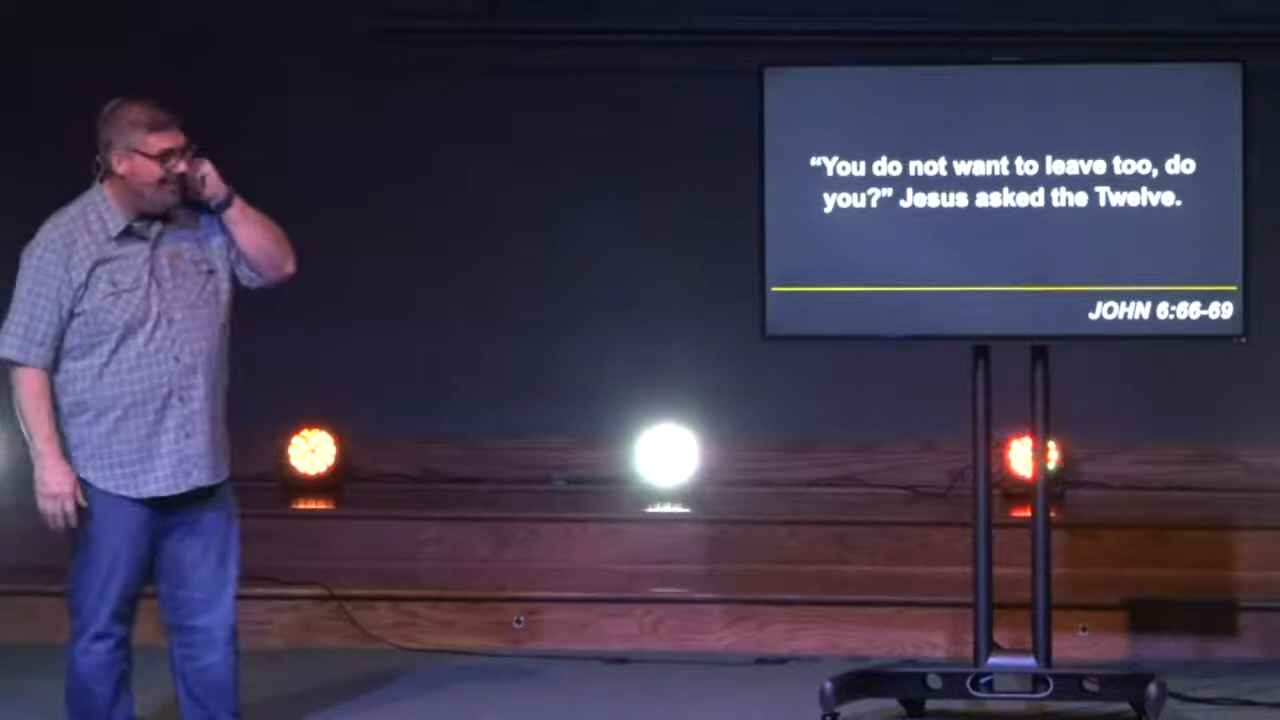 “You do not want to leave too, do
you?” Jesus asked the Twelve.
JOHN 6:66-69